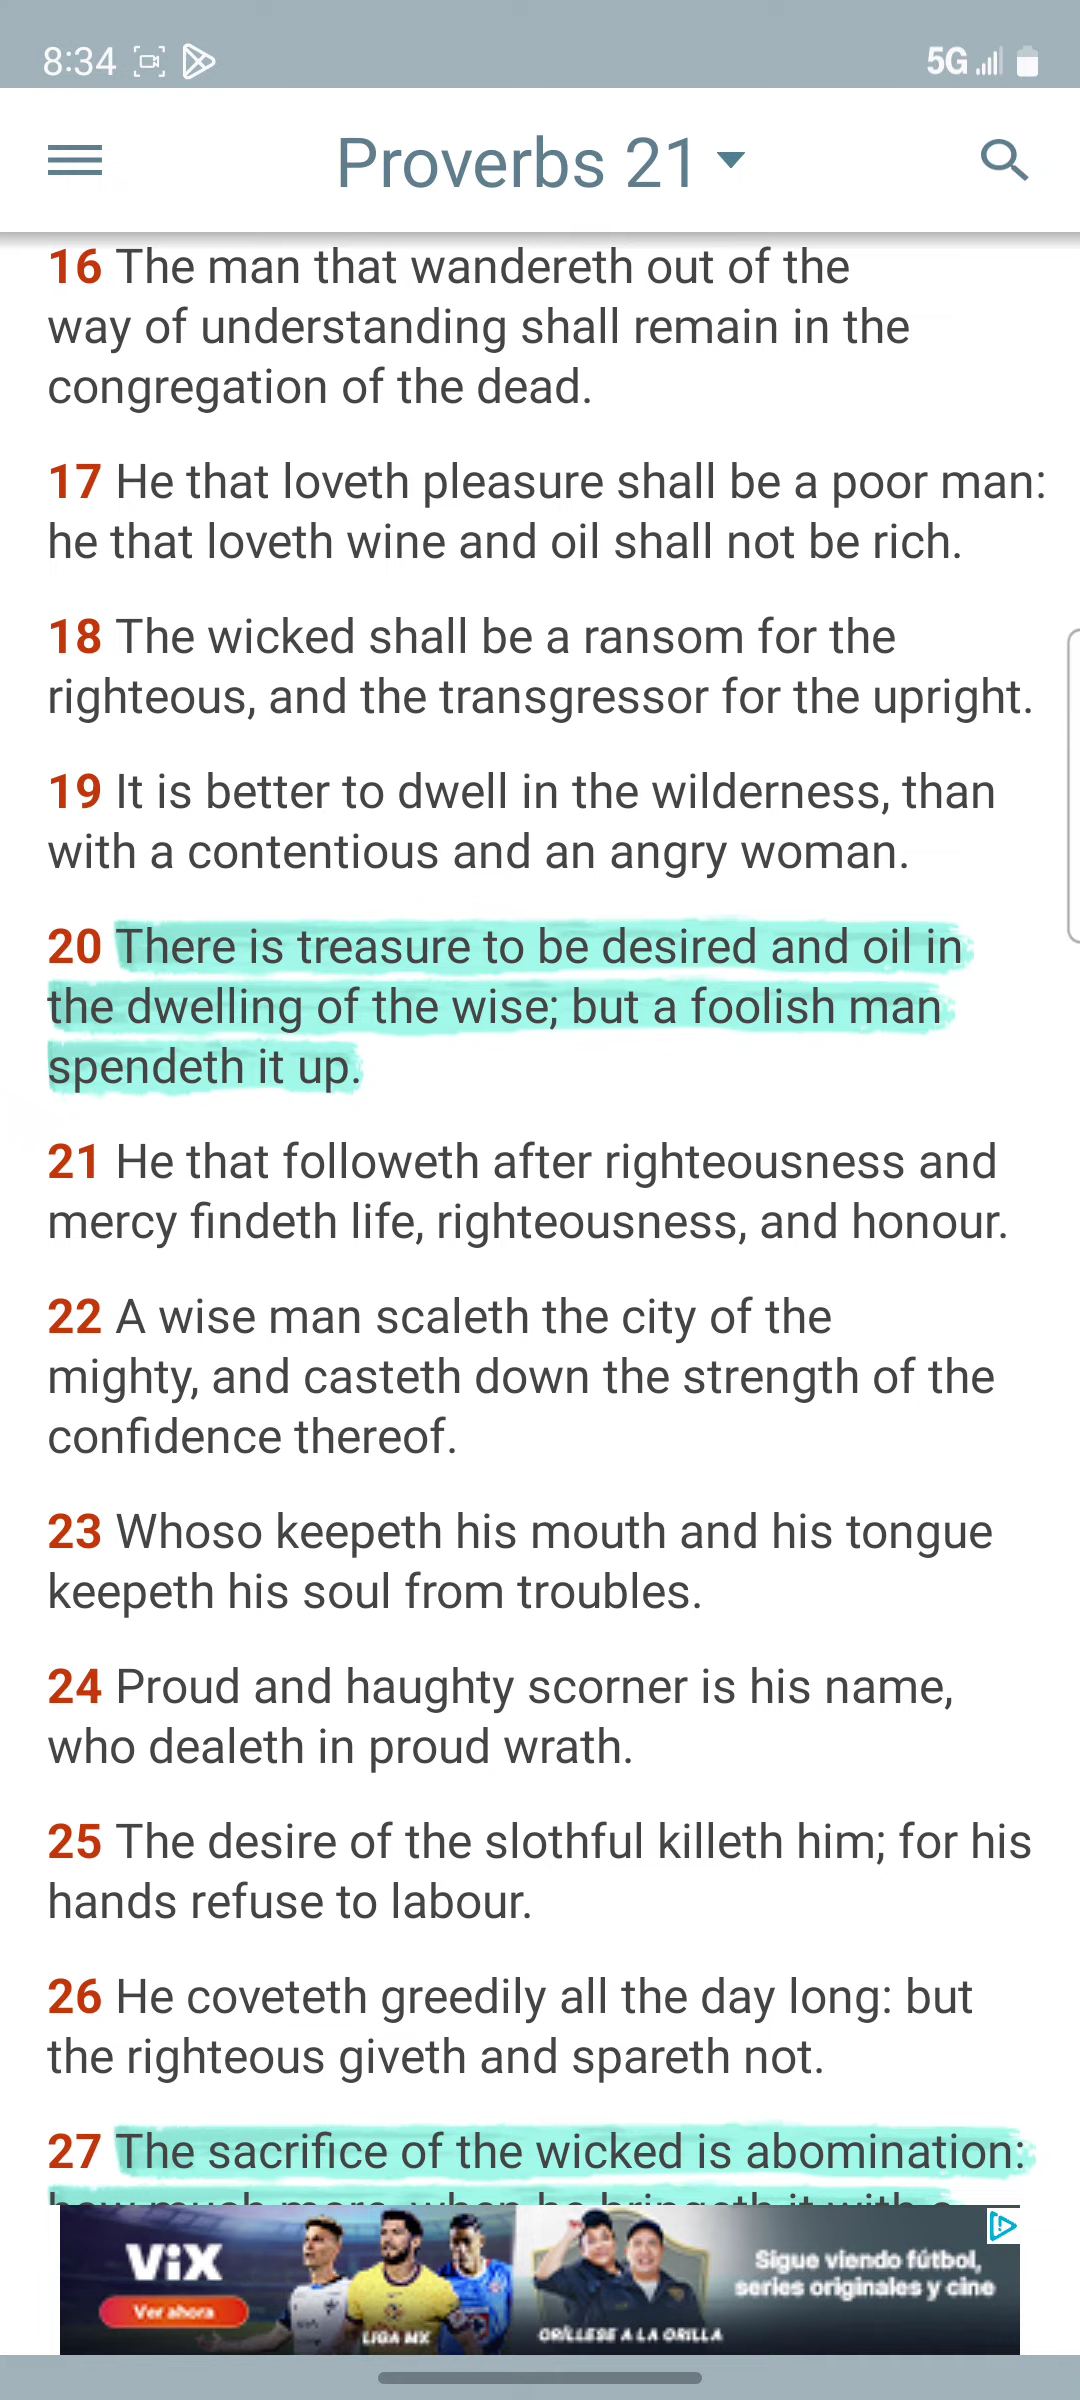 8:34 5G
Proverbs 21
16 The man that wandereth out of the
way of understanding shall remain in the
congregation of the dead.
17 He that loveth pleasure shall be a poor man:
he that loveth wine and oil shall not be rich.
18 The wicked shall be a ransom for the
righteous, and the transgressor for the upright.
19 It is better to dwell in the wilderness, than
with a contentious and an angry woman.
20 There is treasure to be desired and oil in
the dwelling of the wise; but a foolish man
spendeth it up.
21 He that followeth after righteousness and
mercy findeth life, righteousness, and honour.
22 A wise man scaleth the city of the
mighty, and casteth down the strength of the
confidence thereof.
23 Whoso keepeth his mouth and his tongue
keepeth his soul from troubles.
24 Proud and haughty scorner is his name,
who dealeth in proud wrath.
25 The desire of the slothful killeth him; for his
hands refuse to labour.
26 He coveteth greedily all the day long: but
the righteous giveth and spareth not.
27 The sacrifice of the wicked is abomination:
how much more, when he bringeth it with a
ViX
Ver ahora
LIGA MX
ORÍLLESE A LA ORILLA
Sigue viendo fútbol,
series originales y cine